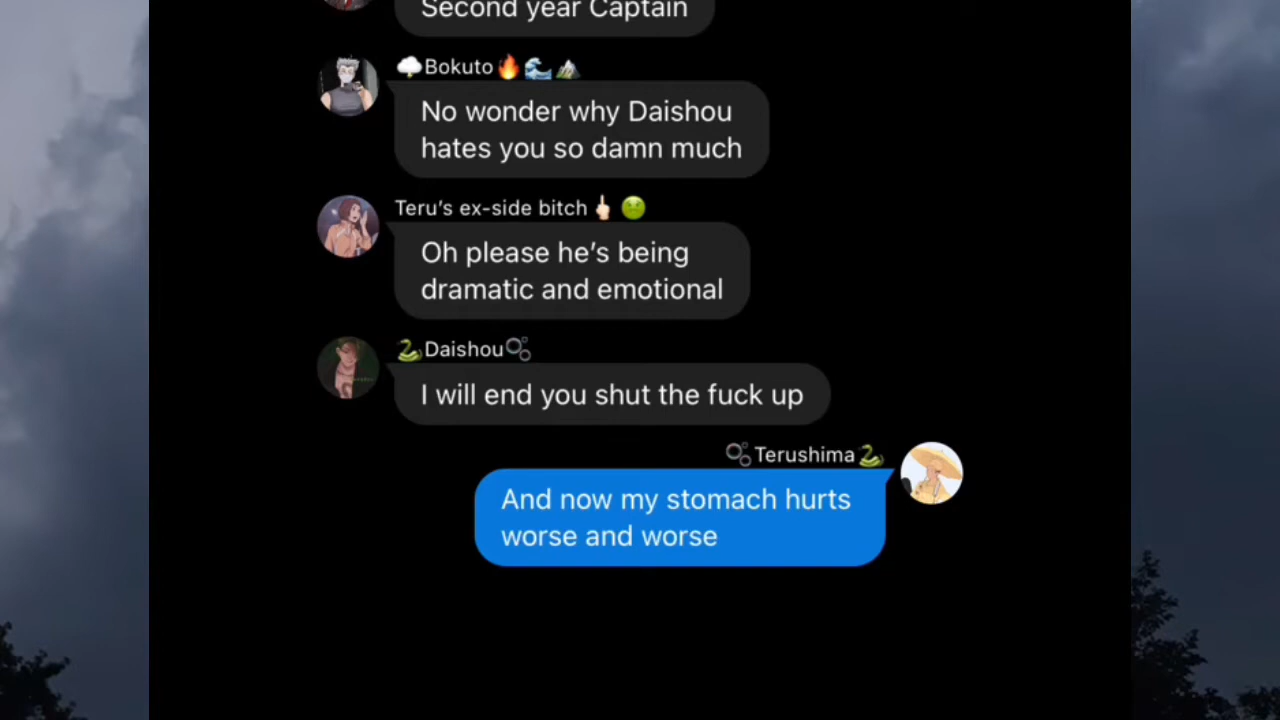 Second year Captain
🌩Bokuto🔥🌊⛰
No wonder why Daishou
hates you so damn much
Teru’s ex-side bitch🖕🏻🤢
Oh please he’s being
dramatic and emotional
🐍Daishou🫧
I will end you shut the fuck up
🫧Terushima🐍
And now my stomach hurts
worse and worse